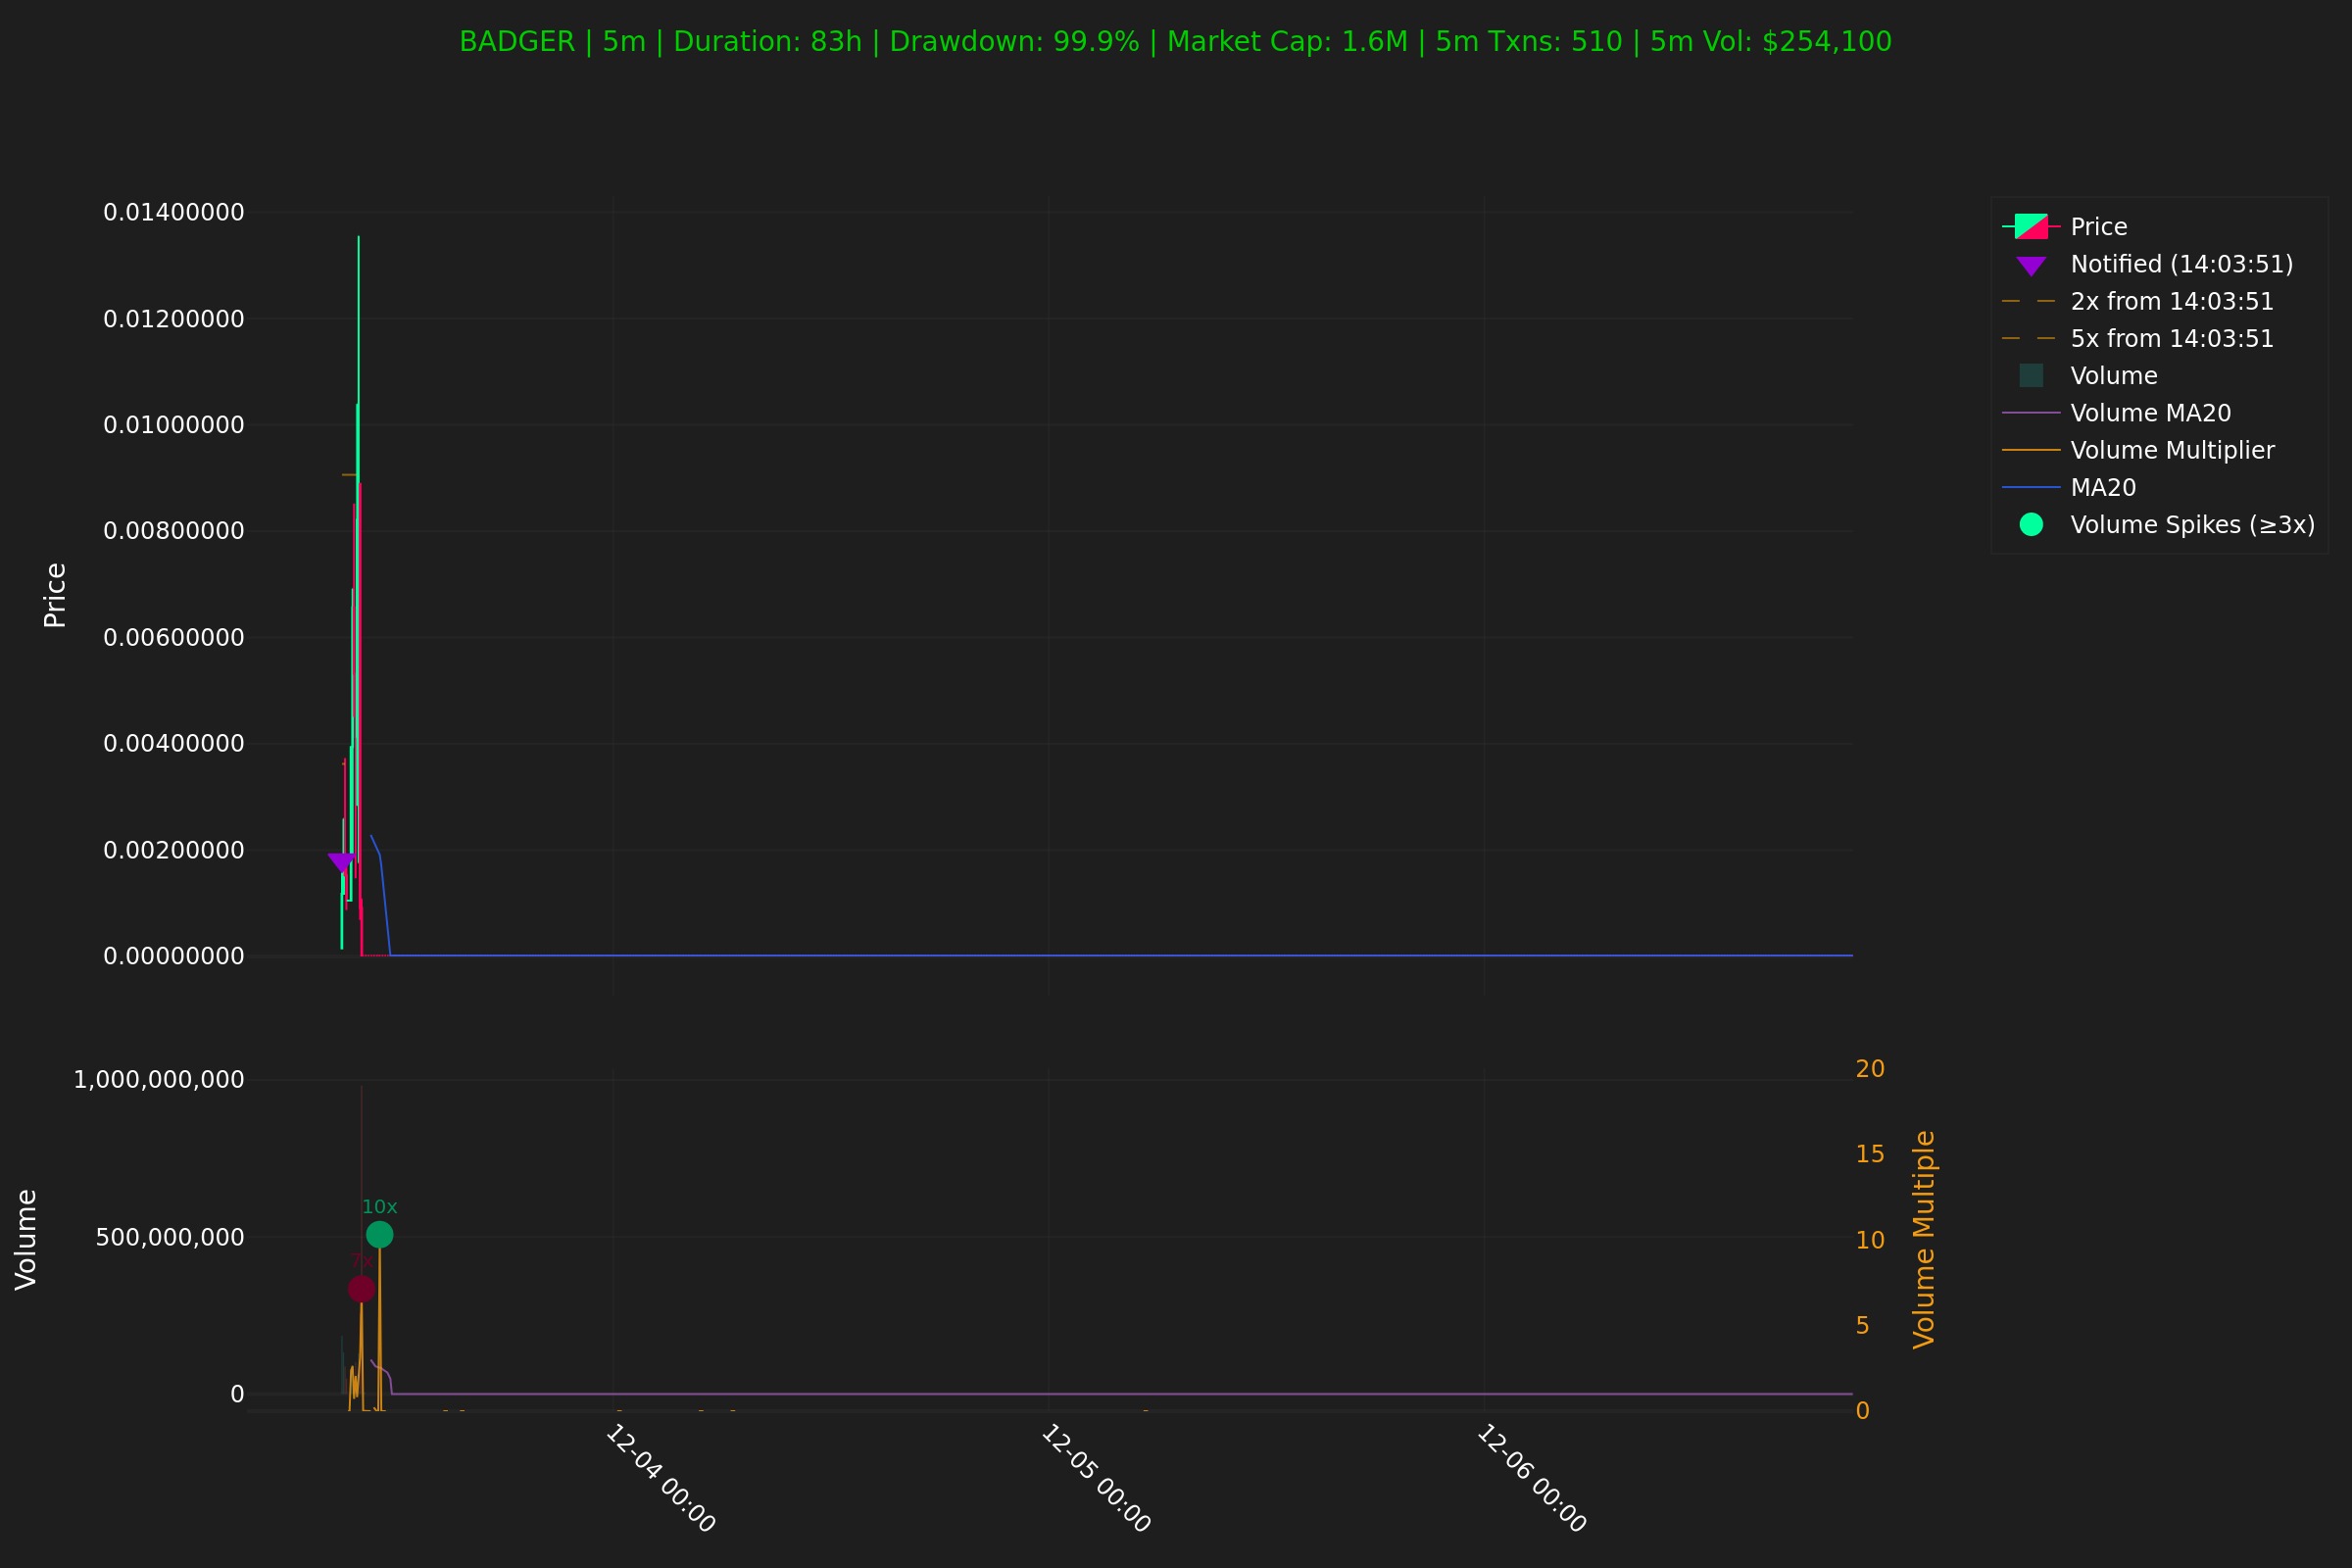 BADGER | 5m | Duration: 83h | Drawdown: 99.9% | Market Cap: 1.6M | 5m Txns: 510 | 5m Vol: $254,100
Price
0.01400000
0.01200000
0.01000000
0.00800000
0.00600000
0.00400000
0.00200000
0.00000000
Price
Notified (14:03:51)
2x from 14:03:51
5x from 14:03:51
Volume
Volume MA20
Volume Multiplier
MA20
Volume Spikes (≥3x)
Volume
1,000,000,000
500,000,000
0
10x
7x
20
15
10
5
0
Volume Multiple
12-04 00:00
12-05 00:00
12-06 00:00